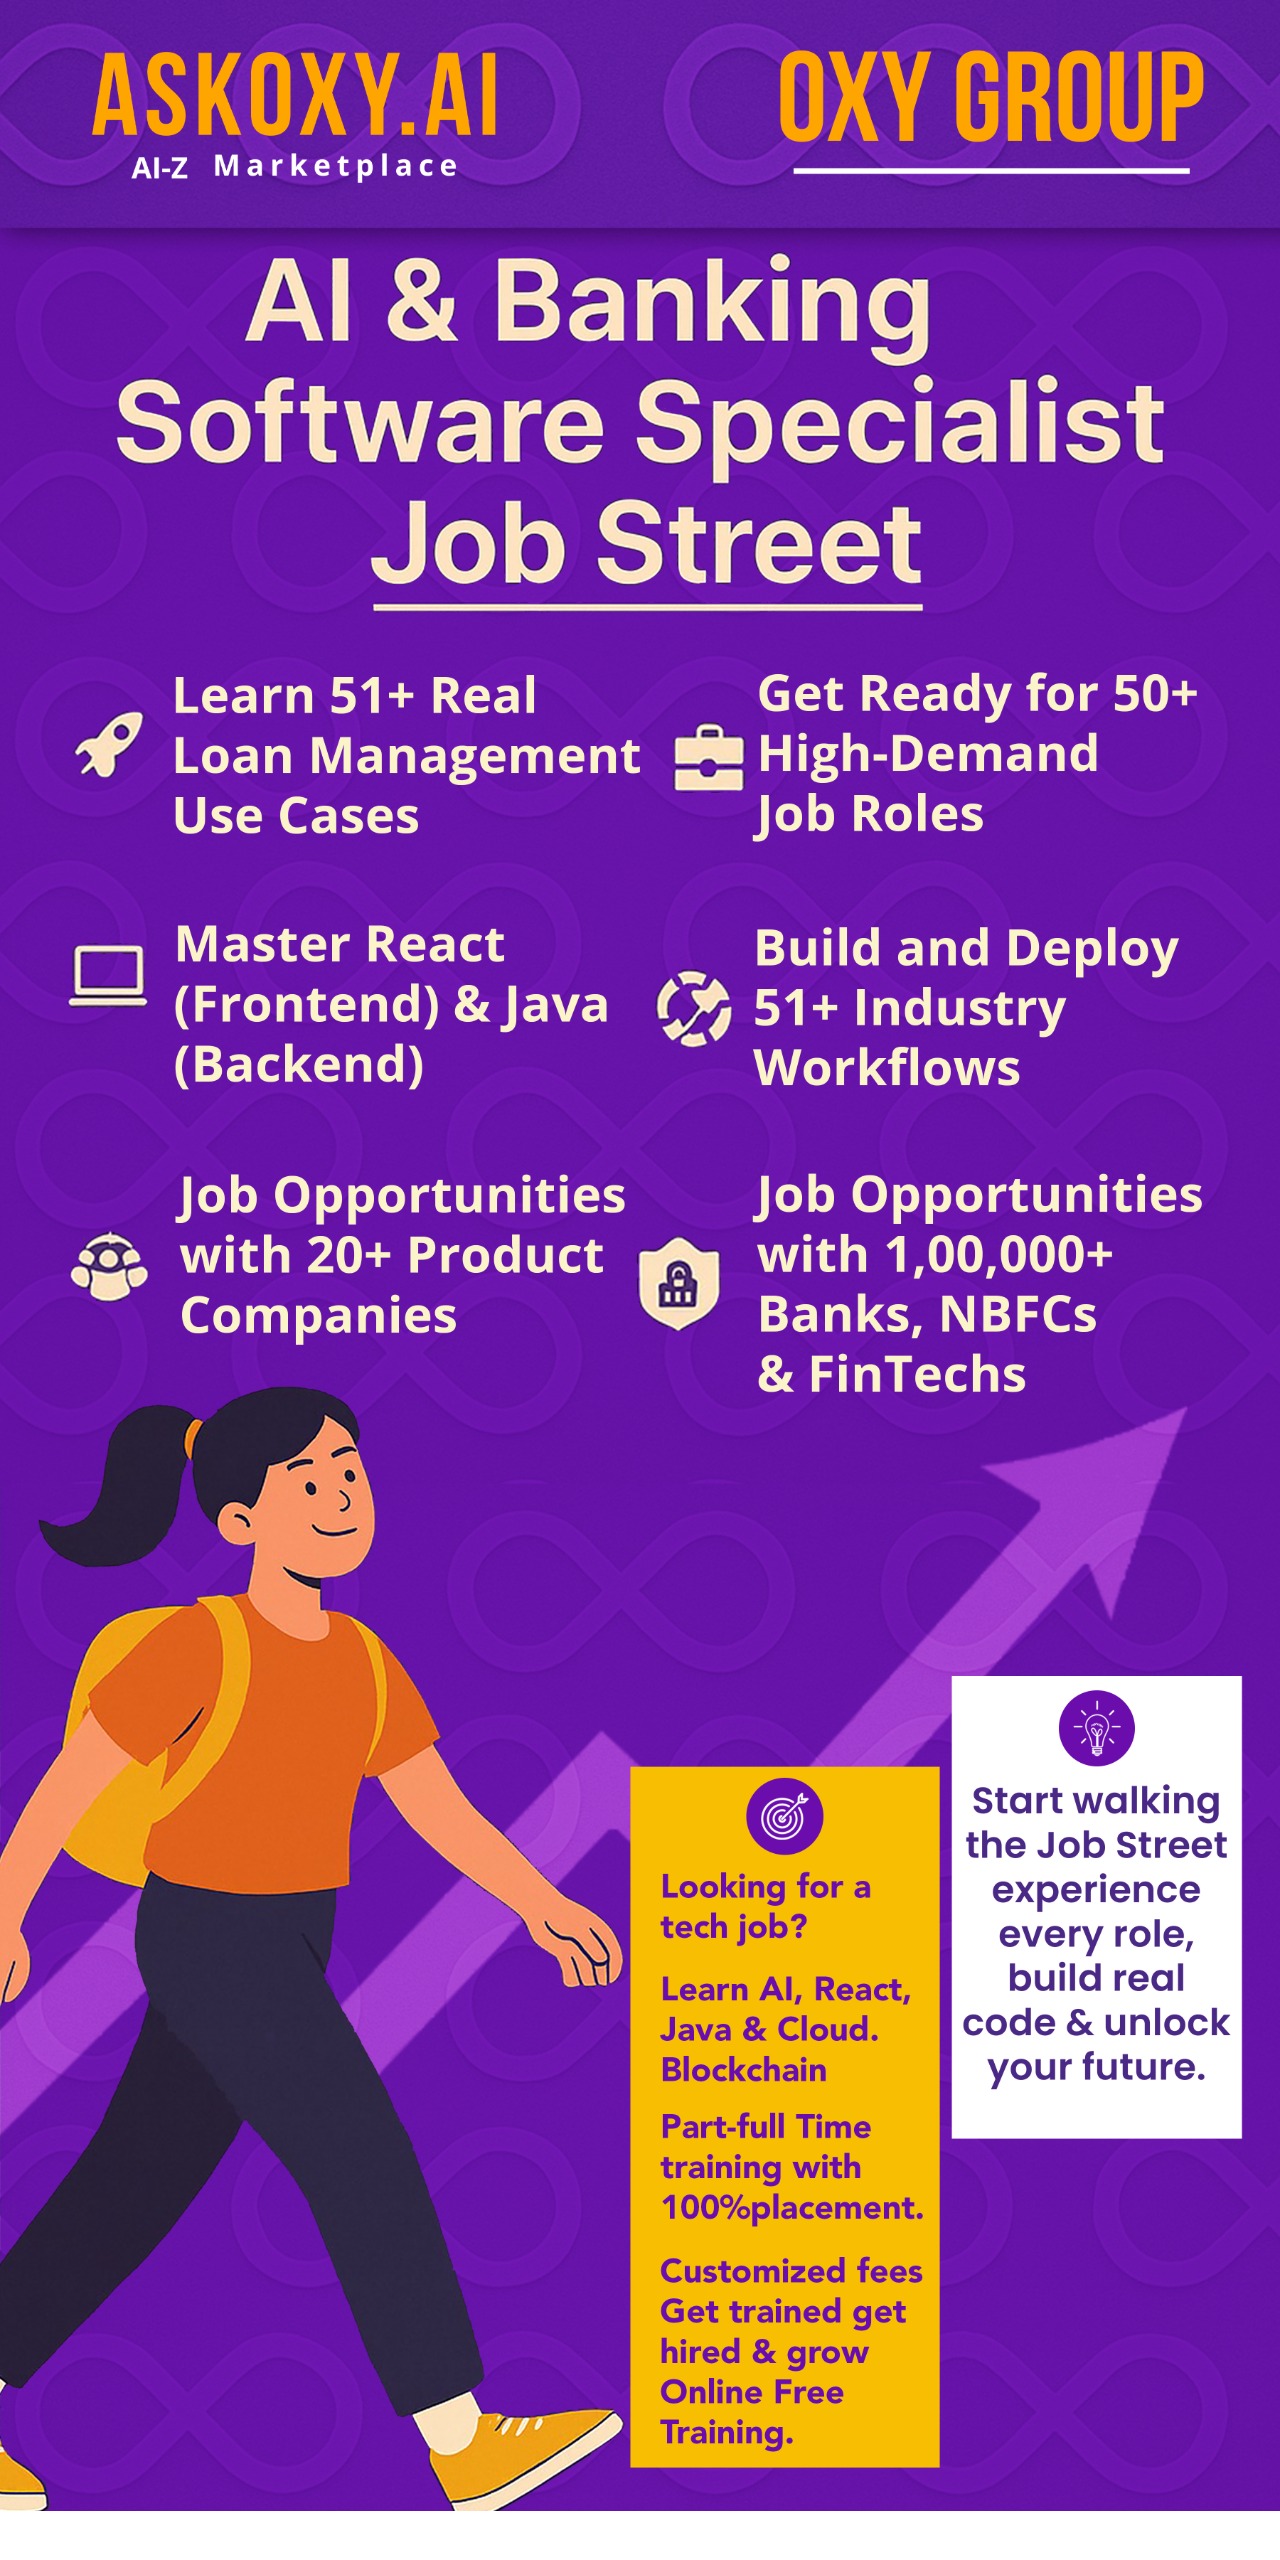 ASKOXY.AI
AI-Z Marketplace
OXY GROUP
AI & Banking
Software Specialist
Job Street
Learn 51+ Real
Loan Management
Use Cases
Get Ready for 50+
High-Demand
Job Roles
Master React
(Frontend) & Java
(Backend)
Build and Deploy
51+ Industry
Workflows
Job Opportunities
with 20+ Product
Companies
Job Opportunities
with 1,00,000+
Banks, NBFCs
& FinTechs
Looking for a
tech job?
Learn AI, React,
Java & Cloud.
Blockchain
Part-full Time
training with
100%placement.
Customized fees
Get trained get
hired & grow
Online Free
Training.
Start walking
the Job Street
experience
every role,
build real
code & unlock
your future.